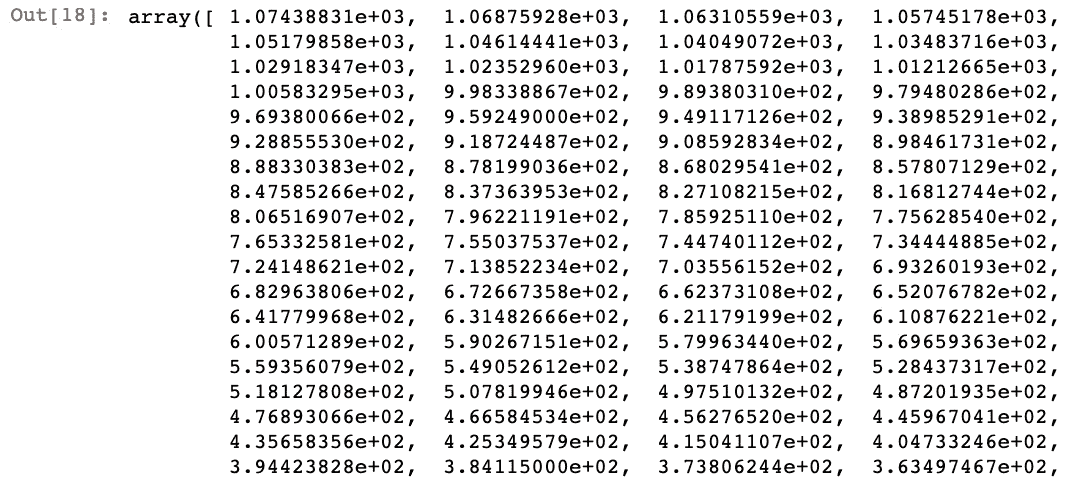 Out[18]: array([ 1.07438831e+03, 1.06875928e+03, 1.06310559e+03, 1.05745178e+03,
1.05179858e+03, 1.04614441e+03, 1.04049072e+03, 1.03483716e+03,
1.02918347e+03, 1.02352960e+03, 1.01787592e+03, 1.01212665e+03,
1.00583295e+03, 9.98338867e+02, 9.89380310e+02, 9.79480286e+02,
9.69380066e+02, 9.59249000e+02, 9.49117126e+02, 9.38985291e+02,
9.28855530e+02, 9.18724487e+02, 9.08592834e+02, 8.98461731e+02,
8.88330383e+02, 8.78199036e+02, 8.68029541e+02, 8.57807129e+02,
8.47585266e+02, 8.37363953e+02, 8.27108215e+02, 8.16812744e+02,
8.06516907e+02, 7.96221191e+02, 7.85925110e+02, 7.75628540e+02,
7.65332581e+02, 7.55037537e+02, 7.44740112e+02, 7.34444885e+02,
7.24148621e+02, 7.13852234e+02, 7.03556152e+02, 6.93260193e+02,
6.82963806e+02, 6.72667358e+02, 6.62373108e+02, 6.52076782e+02,
6.41779968e+02, 6.31482666e+02, 6.21179199e+02, 6.10876221e+02,
6.00571289e+02, 5.90267151e+02, 5.79963440e+02, 5.69659363e+02,
5.59356079e+02, 5.49052612e+02, 5.38747864e+02, 5.28437317e+02,
5.18127808e+02, 5.07819946e+02, 4.97510132e+02, 4.87201935e+02,
4.76893066e+02, 4.66584534e+02, 4.56276520e+02, 4.45967041e+02,
4.35658356e+02, 4.25349579e+02, 4.15041107e+02, 4.04733246e+02,
3.94423828e+02, 3.84115000e+02, 3.73806244e+02, 3.63497467e+02,